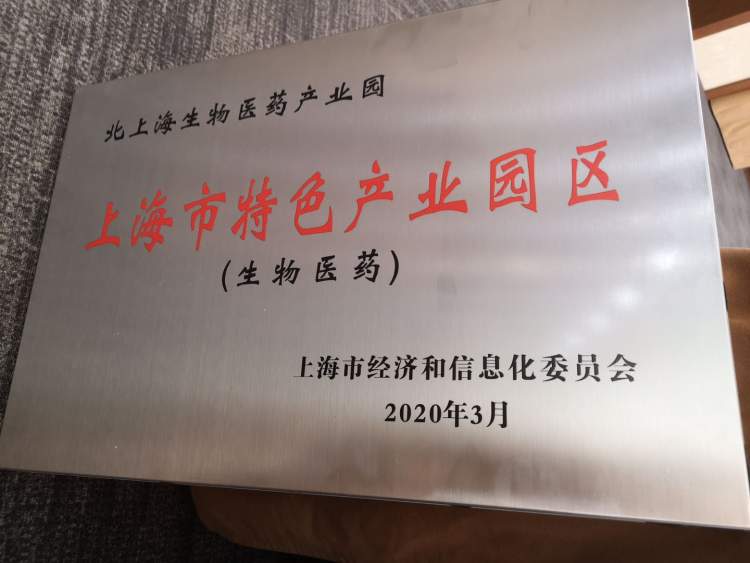 北上海生物医药产业园
上海市特色产业园区
(生物医药)
上海市经济和信息化委员会
2020年3月